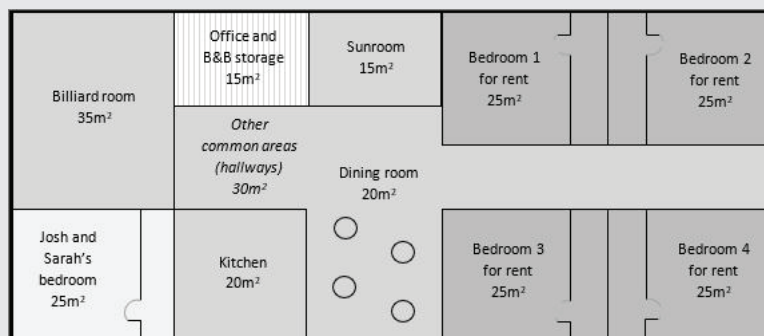 Office and
B&B storage
15m²
Sunroom
15m²
Bedroom 1
for rent
25m²
Bedroom 2
for rent
25m²
Billiard room
35m²
Other
common areas
(hallways)
30m²
Dining room
20m²
Josh and
Sarah's
bedroom
25m²
Kitchen
20m²
Bedroom 3
for rent
25m²
Bedroom 4
for rent
25m²